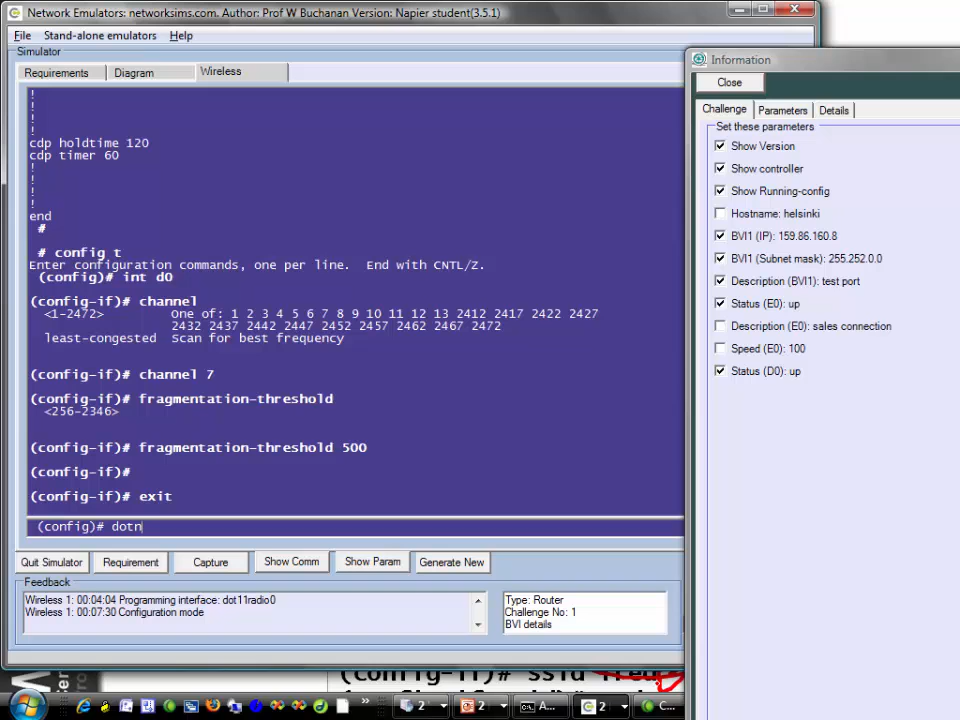 Network Emulators: networksims.com. Author: Prof W Buchanan Version: Napier student(3.5.1)
File Stand-alone emulators Help
Simulator
Requirements Diagram Wireless
!
!
!
!
cdp holdtime 120
cdp timer 60
!
!
!
!
end
#
# config t
Enter configuration commands, one per line. End with CNTL/Z.
(config)# int d0
(config-if)# channel
<1-2472> One of: 1 2 3 4 5 6 7 8 9 10 11 12 13 2412 2417 2422 2427
2432 2437 2442 2447 2452 2457 2462 2467 2472
least-congested Scan for best frequency
(config-if)# channel 7
(config-if)# fragmentation-threshold
<256-2346>
(config-if)# fragmentation-threshold 500
(config-if)#
(config-if)# exit
(config)# dotn
Quit Simulator Requirement Capture Show Comm Show Param Generate New
Feedback
Wireless 1: 00:04:04 Programming interface: dot11radio0
Wireless 1: 00:07:30 Configuration mode
Type: Router
Challenge No: 1
BVI details
Information
Close
Challenge Parameters Details
Set these parameters
Show Version
Show controller
Show Running-config
Hostname: helsinki
BVI1 (IP): 159.86.160.8
BVI1 (Subnet mask): 255.252.0.0
Description (BVI1): test port
Status (E0): up
Description (E0): sales connection
Speed (E0): 100
Status (D0): up
(config-if)# ssid
2 2 A... 2 C...